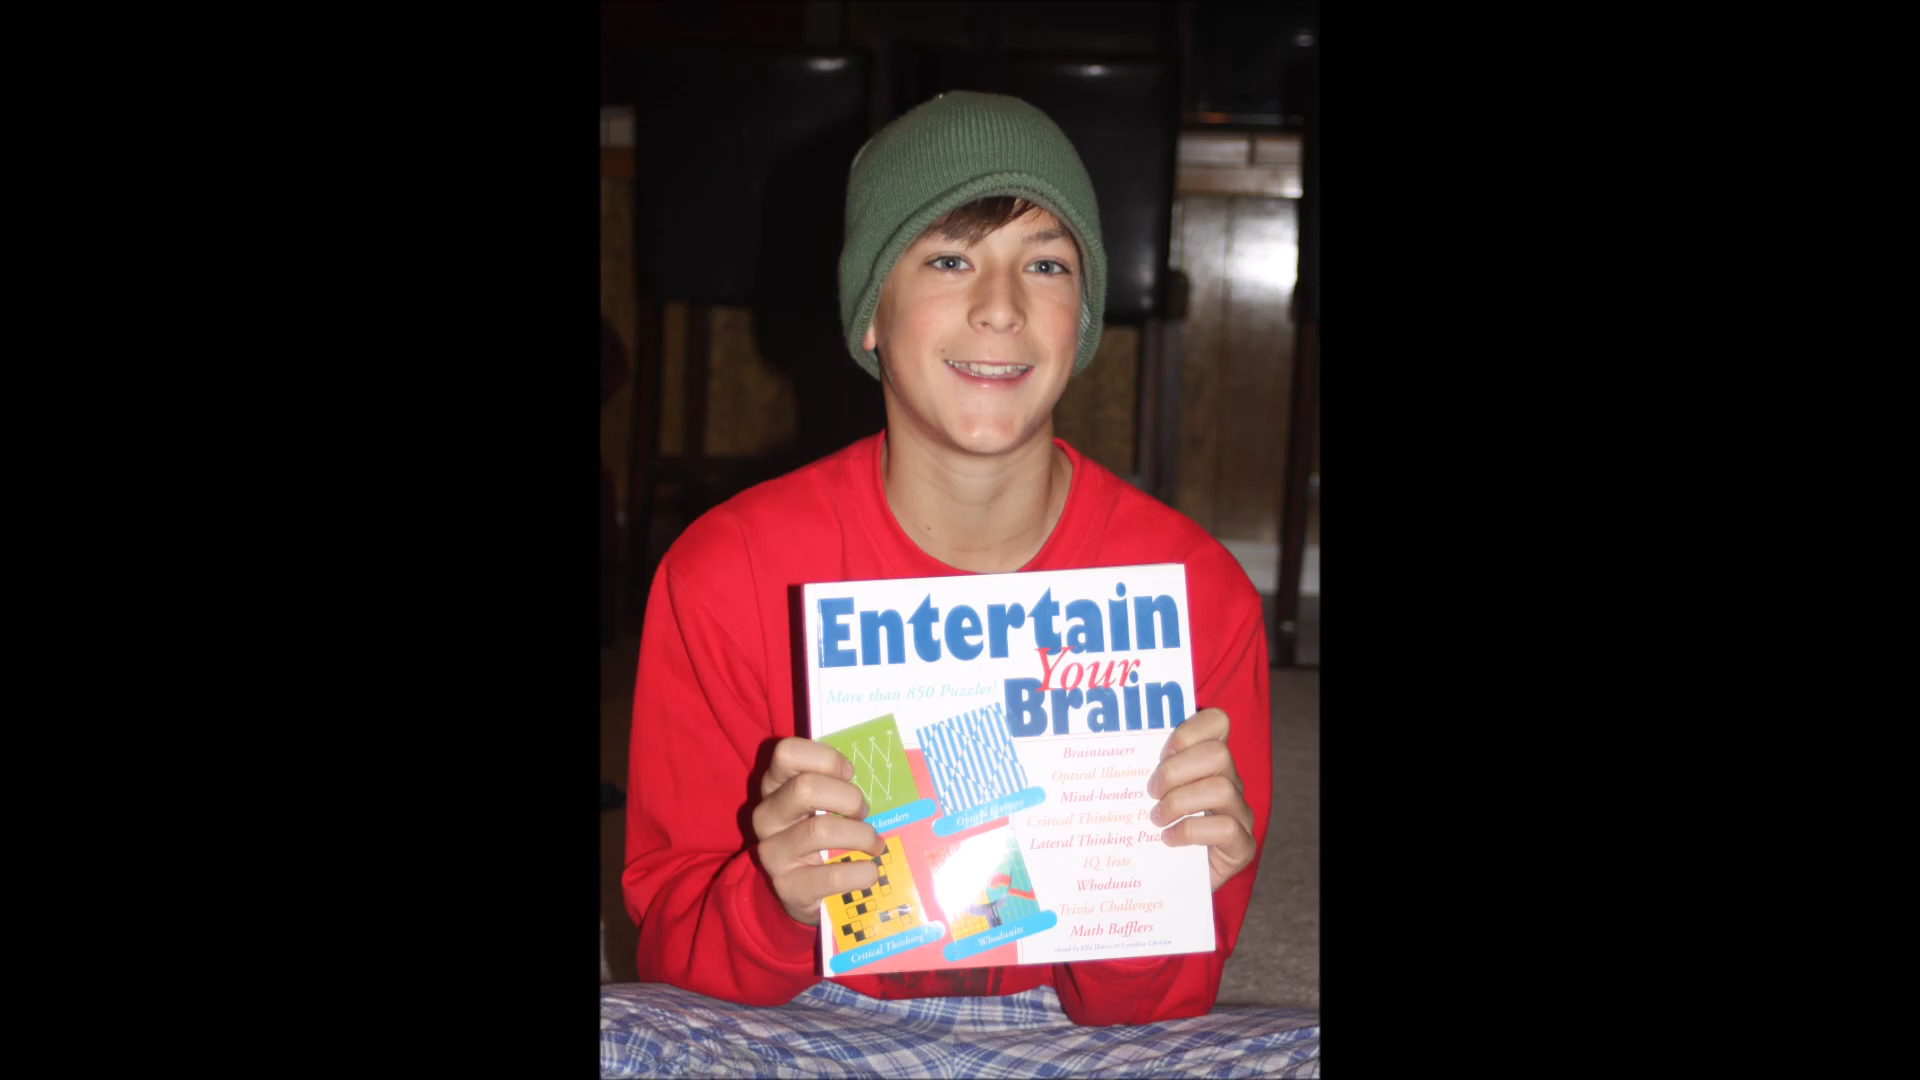 Entertain
Your
More than 850 Puzzles!
Brain
Brainteasers
Optical Illusions
Mind-benders
Critical Thinking
Lateral Thinking
IQ Tests
Whodunits
Trivia Challenges
Math Bafflers
Critical Thinking
Whodunits